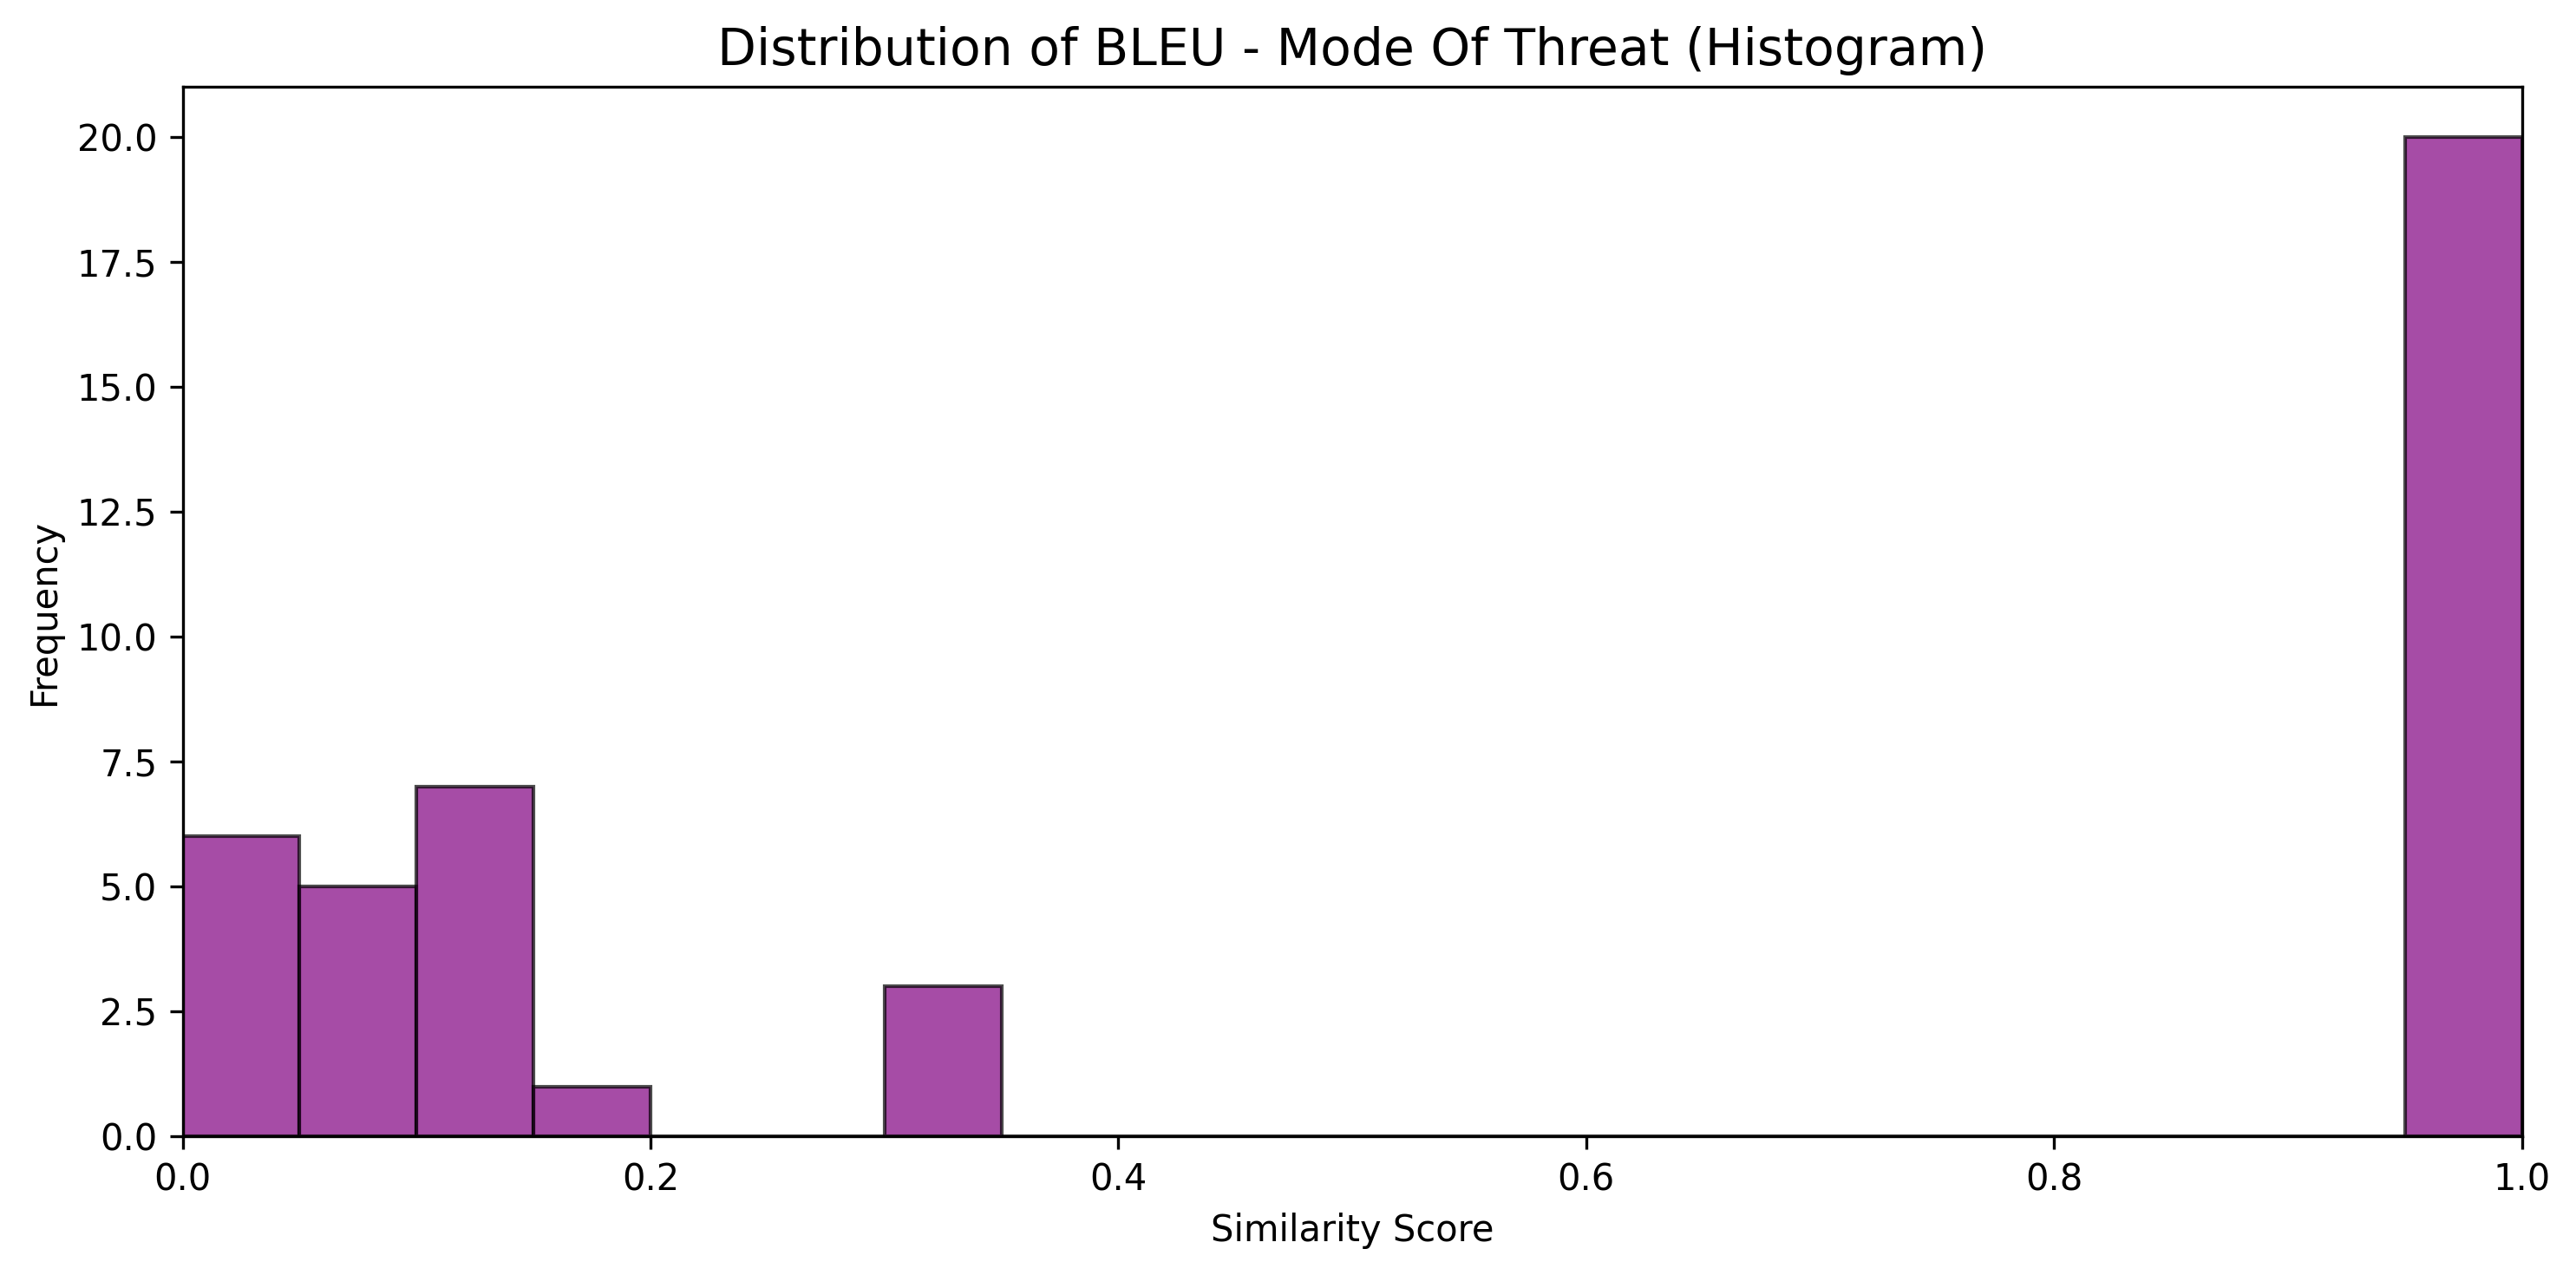 Distribution of BLEU - Mode Of Threat (Histogram)
Frequency
20.0
17.5
15.0
12.5
10.0
7.5
5.0
2.5
0.0
0.0 0.2 0.4 0.6 0.8 1.0
Similarity Score